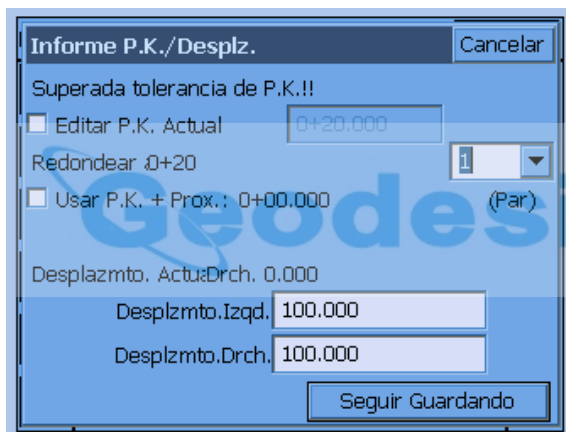 Informe P.K./Desplz. Cancelar
Superada tolerancia de P.K.!!
Editar P.K. Actual 0+20.000
Redondear :0+20 1
Usar P.K. + Prox.: 0+00.000 (Par)
Geodesi
Desplazmto. Actu:Drch. 0.000
Desplzmto.Izqd. 100.000
Desplzmto.Drch. 100.000
Seguir Guardando